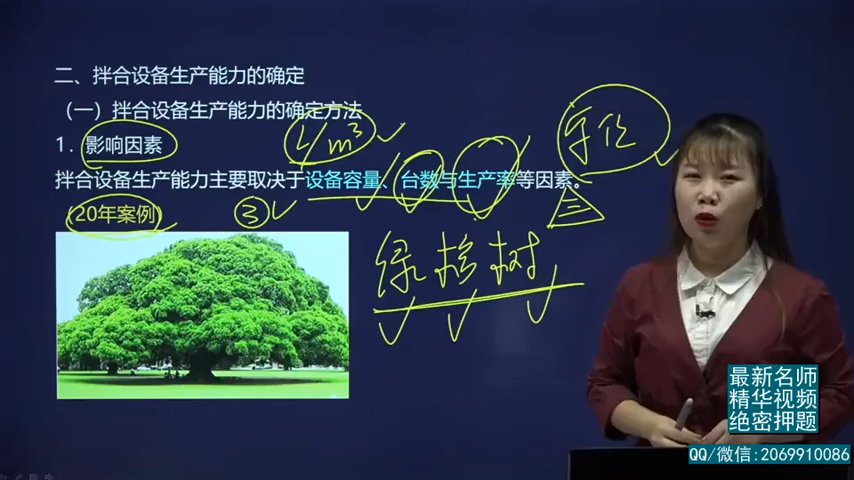 二、拌合设备生产能力的确定
（一）拌合设备生产能力的确定方法
1. 影响因素
L/m³
拌合设备生产能力主要取决于设备容量、台数与生产率等因素。
(20年案例)
③
三
绿 树
最新名师
精华视频
绝密押题
QQ/微信:2069910086